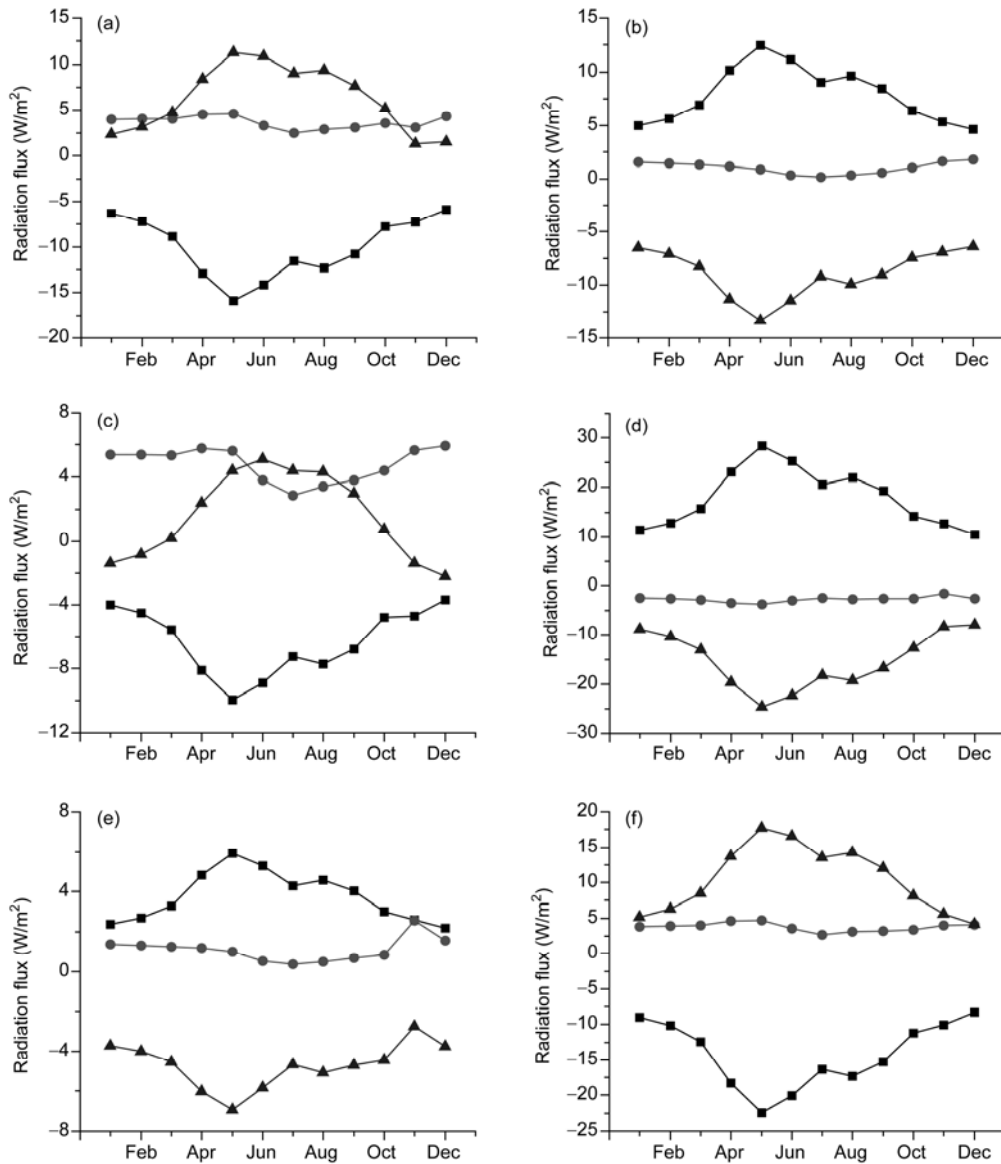 (a)
Radiation flux (W/m²)
15
10
5
0
−5
−10
−15
−20
Feb Apr Jun Aug Oct Dec
(b)
Radiation flux (W/m²)
15
10
5
0
−5
−10
−15
Feb Apr Jun Aug Oct Dec
(c)
Radiation flux (W/m²)
8
4
0
−4
−8
−12
Feb Apr Jun Aug Oct Dec
(d)
Radiation flux (W/m²)
30
20
10
0
−10
−20
−30
Feb Apr Jun Aug Oct Dec
(e)
Radiation flux (W/m²)
8
4
0
−4
−8
Feb Apr Jun Aug Oct Dec
(f)
Radiation flux (W/m²)
20
15
10
5
0
−5
−10
−15
−20
−25
Feb Apr Jun Aug Oct Dec